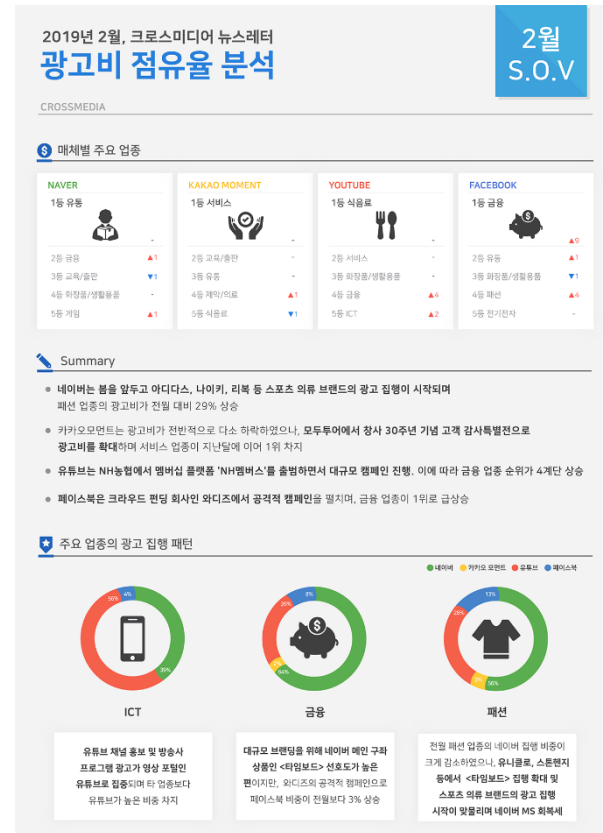 2019년 2월, 크로스미디어 뉴스레터
광고비 점유율 분석
2월
S.O.V
CROSSMEDIA
매체별 주요 업종
NAVER
1등 유통
-
2등 금융 ▲1
3등 교육/출판 ▼1
4등 화장품/생활용품 -
5등 게임 ▲1
KAKAO MOMENT
1등 서비스
-
2등 교육/출판 -
3등 유통 -
4등 제약/의료 ▲1
5등 식음료 ▼1
YOUTUBE
1등 식음료
-
2등 서비스 -
3등 화장품/생활용품 -
4등 금융 ▲4
5등 ICT ▲2
FACEBOOK
1등 금융
▲9
2등 유통 ▲1
3등 화장품/생활용품 ▼1
4등 패션 ▲4
5등 전기전자 -
Summary
네이버는 봄을 앞두고 아디다스, 나이키, 리복 등 스포츠 의류 브랜드의 광고 집행이 시작되며
패션 업종의 광고비가 전월 대비 29% 상승
카카오모먼트는 광고비가 전반적으로 다소 하락하였으나, 모두투어에서 창사 30주년 기념 고객 감사특별전으로
광고비를 확대하며 서비스 업종이 지난달에 이어 1위 차지
유튜브는 NH농협에서 멤버십 플랫폼 'NH멤버스'를 출범하면서 대규모 캠페인 진행. 이에 따라 금융 업종 순위가 4계단 상승
페이스북은 크라우드 펀딩 회사인 와디즈에서 공격적 캠페인을 펼치며, 금융 업종이 1위로 급상승
주요 업종의 광고 집행 패턴
네이버 카카오 모먼트 유튜브 페이스북
56% 4%
39%
ICT
유튜브 채널 홍보 및 방송사
프로그램 광고가 영상 포털인
유튜브로 집중되며 타 업종보다
유튜브가 높은 비중 차지
8%
64%
금융
대규모 브랜딩을 위해 네이버 메인 구좌
상품인 <타임보드> 선호도가 높은
편이지만, 와디즈의 공격적 캠페인으로
페이스북 비중이 전월보다 3% 상승
13%
28%
3% 56%
패션
전월 패션 업종의 네이버 집행 비중이
크게 감소하였으나, 유니클로, 스톤헨지
등에서 <타임보드> 집행 확대 및
스포츠 의류 브랜드의 광고 집행
시작이 맞물리며 네이버 MS 회복세